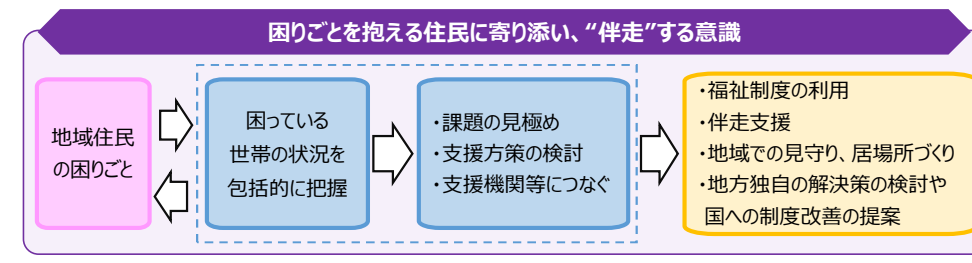 困りごとを抱える住民に寄り添い、“伴走”する意識
地域住民
の困りごと
困っている
世帯の状況を
包括的に把握
・課題の見極め
・支援方策の検討
・支援機関等につなぐ
・福祉制度の利用
・伴走支援
・地域での見守り、居場所づくり
・地方独自の解決策の検討や
国への制度改善の提案